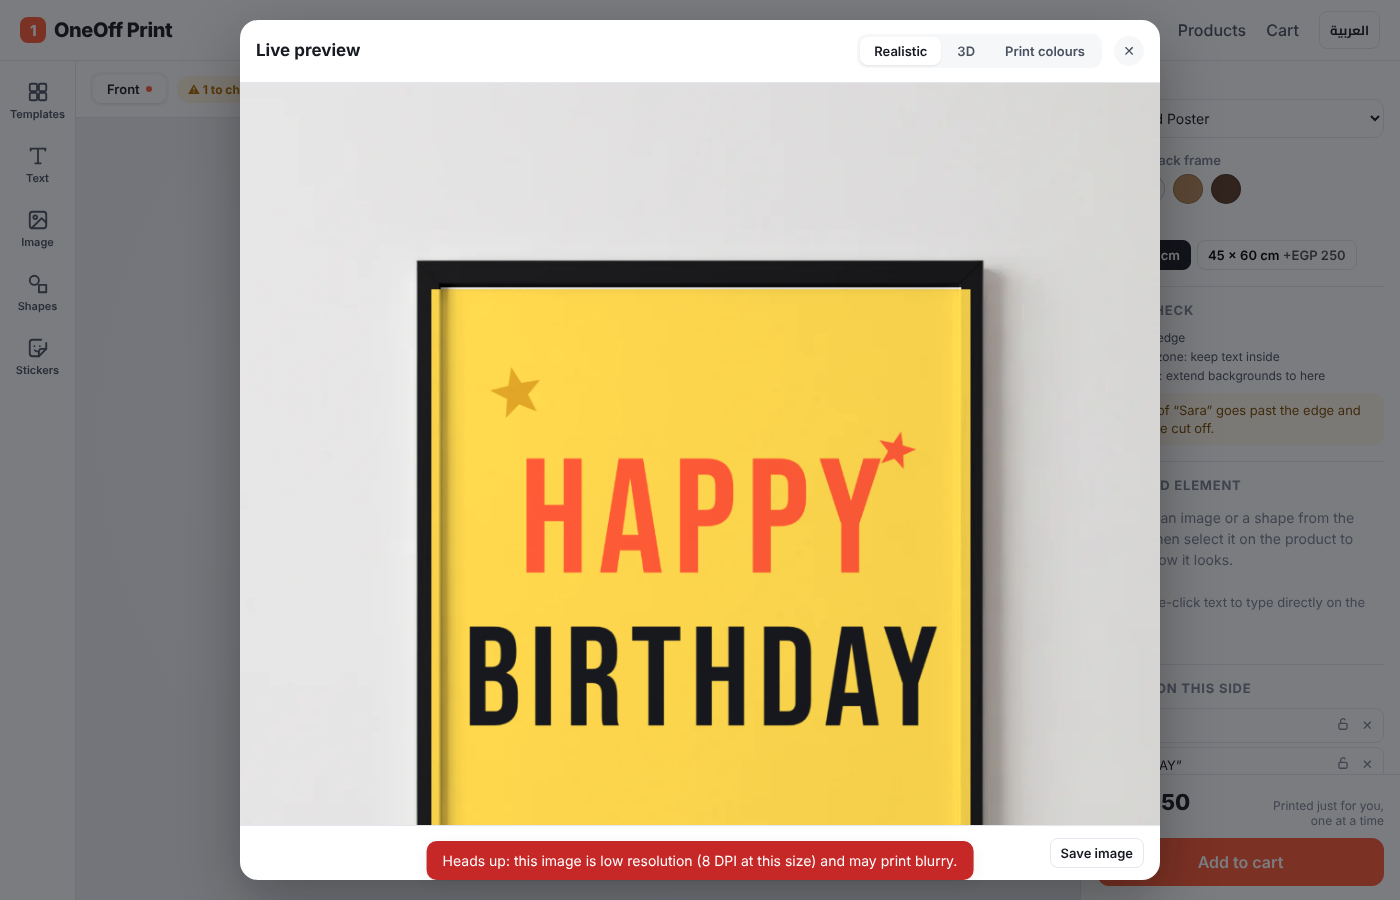 1 OneOff Print
Products
Cart
العربية
Live preview
Realistic
3D
Print colours
Templates
Text
Image
Shapes
Stickers
Front
1 to ch
HAPPY
BIRTHDAY
Poster
ack frame
cm
45 × 60 cm +EGP 250
HECK
edge
zone: keep text inside
: extend backgrounds to here
of “Sara” goes past the edge and
e cut off.
D ELEMENT
an image or a shape from the
hen select it on the product to
ow it looks.
e-click text to type directly on the
ON THIS SIDE
AY”
50
Printed just for you,
one at a time
Add to cart
Heads up: this image is low resolution (8 DPI at this size) and may print blurry.
Save image